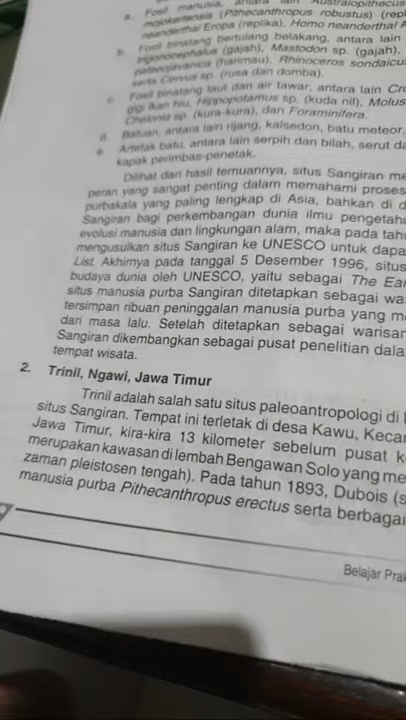 a. Fosil manusia, antara lain Australopithecus
mojokertensis (Pithecanthropus robustus) (repl
neanderthal Eropa (replika), Homo neanderthal A
b. Fosil binatang bertulang belakang, antara lain
trigonocephalus (gajah), Mastodon sp. (gajah),
palaeojavanica (harimau), Rhinoceros sondaicu
serta Cervus sp. (rusa dan domba).
c. Fosil binatang laut dan air tawar, antara lain Cro
gigi ikan hiu, Hippopotamus sp. (kuda nil), Molus
Chelonia sp. (kura-kura), dan Foraminifera.
d. Batuan, antara lain rijang, kalsedon, batu meteor,
e. Artefak batu, antara lain serpih dan bilah, serut da
kapak perimbas-penetak.
Dilihat dari hasil temuannya, situs Sangiran me
peran yang sangat penting dalam memahami proses
purbakala yang paling lengkap di Asia, bahkan di d
Sangiran bagi perkembangan dunia ilmu pengetahu
evolusi manusia dan lingkungan alam, maka pada tah
mengusulkan situs Sangiran ke UNESCO untuk dapa
List. Akhirnya pada tanggal 5 Desember 1996, situs
budaya dunia oleh UNESCO, yaitu sebagai The Ear
situs manusia purba Sangiran ditetapkan sebagai wa
tersimpan ribuan peninggalan manusia purba yang m
dari masa lalu. Setelah ditetapkan sebagai warisan
Sangiran dikembangkan sebagai pusat penelitian dala
tempat wisata.
2. Trinil, Ngawi, Jawa Timur
Trinil adalah salah satu situs paleoantropologi di I
situs Sangiran. Tempat ini terletak di desa Kawu, Kecar
Jawa Timur, kira-kira 13 kilometer sebelum pusat k
merupakan kawasan di lembah Bengawan Solo yang me
zaman pleistosen tengah). Pada tahun 1893, Dubois (s
manusia purba Pithecanthropus erectus serta berbagai
Belajar Prak